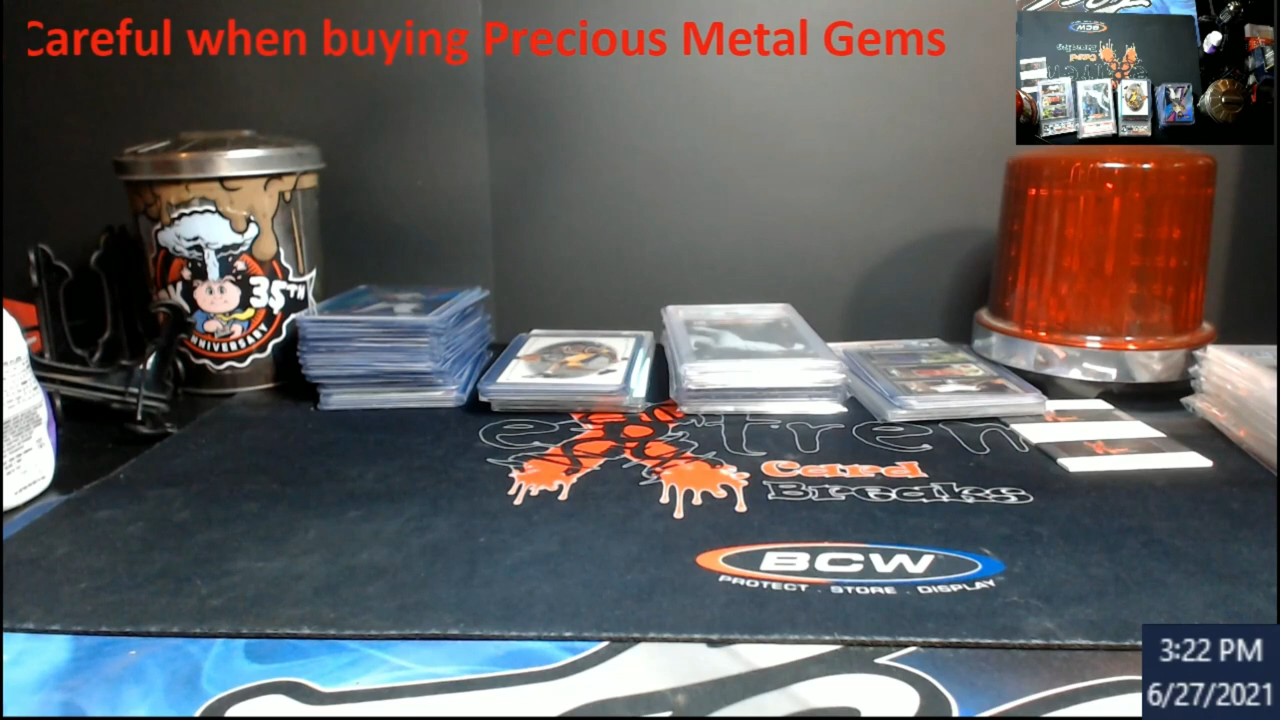 Careful when buying Precious Metal Gems
35TH
ANNIVERSARY
extrem
Card
Breaks
BCW
PROTECT . STORE . DISPLAY
3:22 PM
6/27/2021